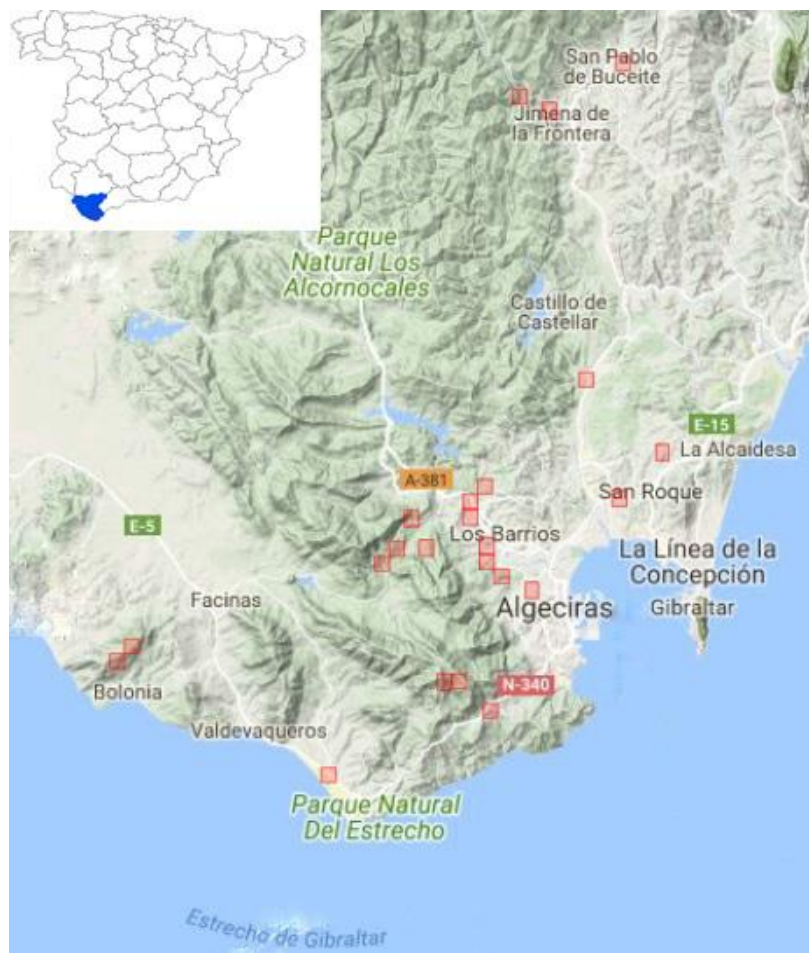 San Pablo
de Buceite
Jimena de
la Frontera
Parque
Natural Los
Alcornocales
Castillo de
Castellar
E-15
La Alcaidesa
A-381
San Roque
E-5
Los Barrios
La Línea de la
Concepción
Facinas
Algeciras
Gibraltar
Bolonia
N-340
Valdevaqueros
Parque Natural
Del Estrecho
Estrecho de Gibraltar